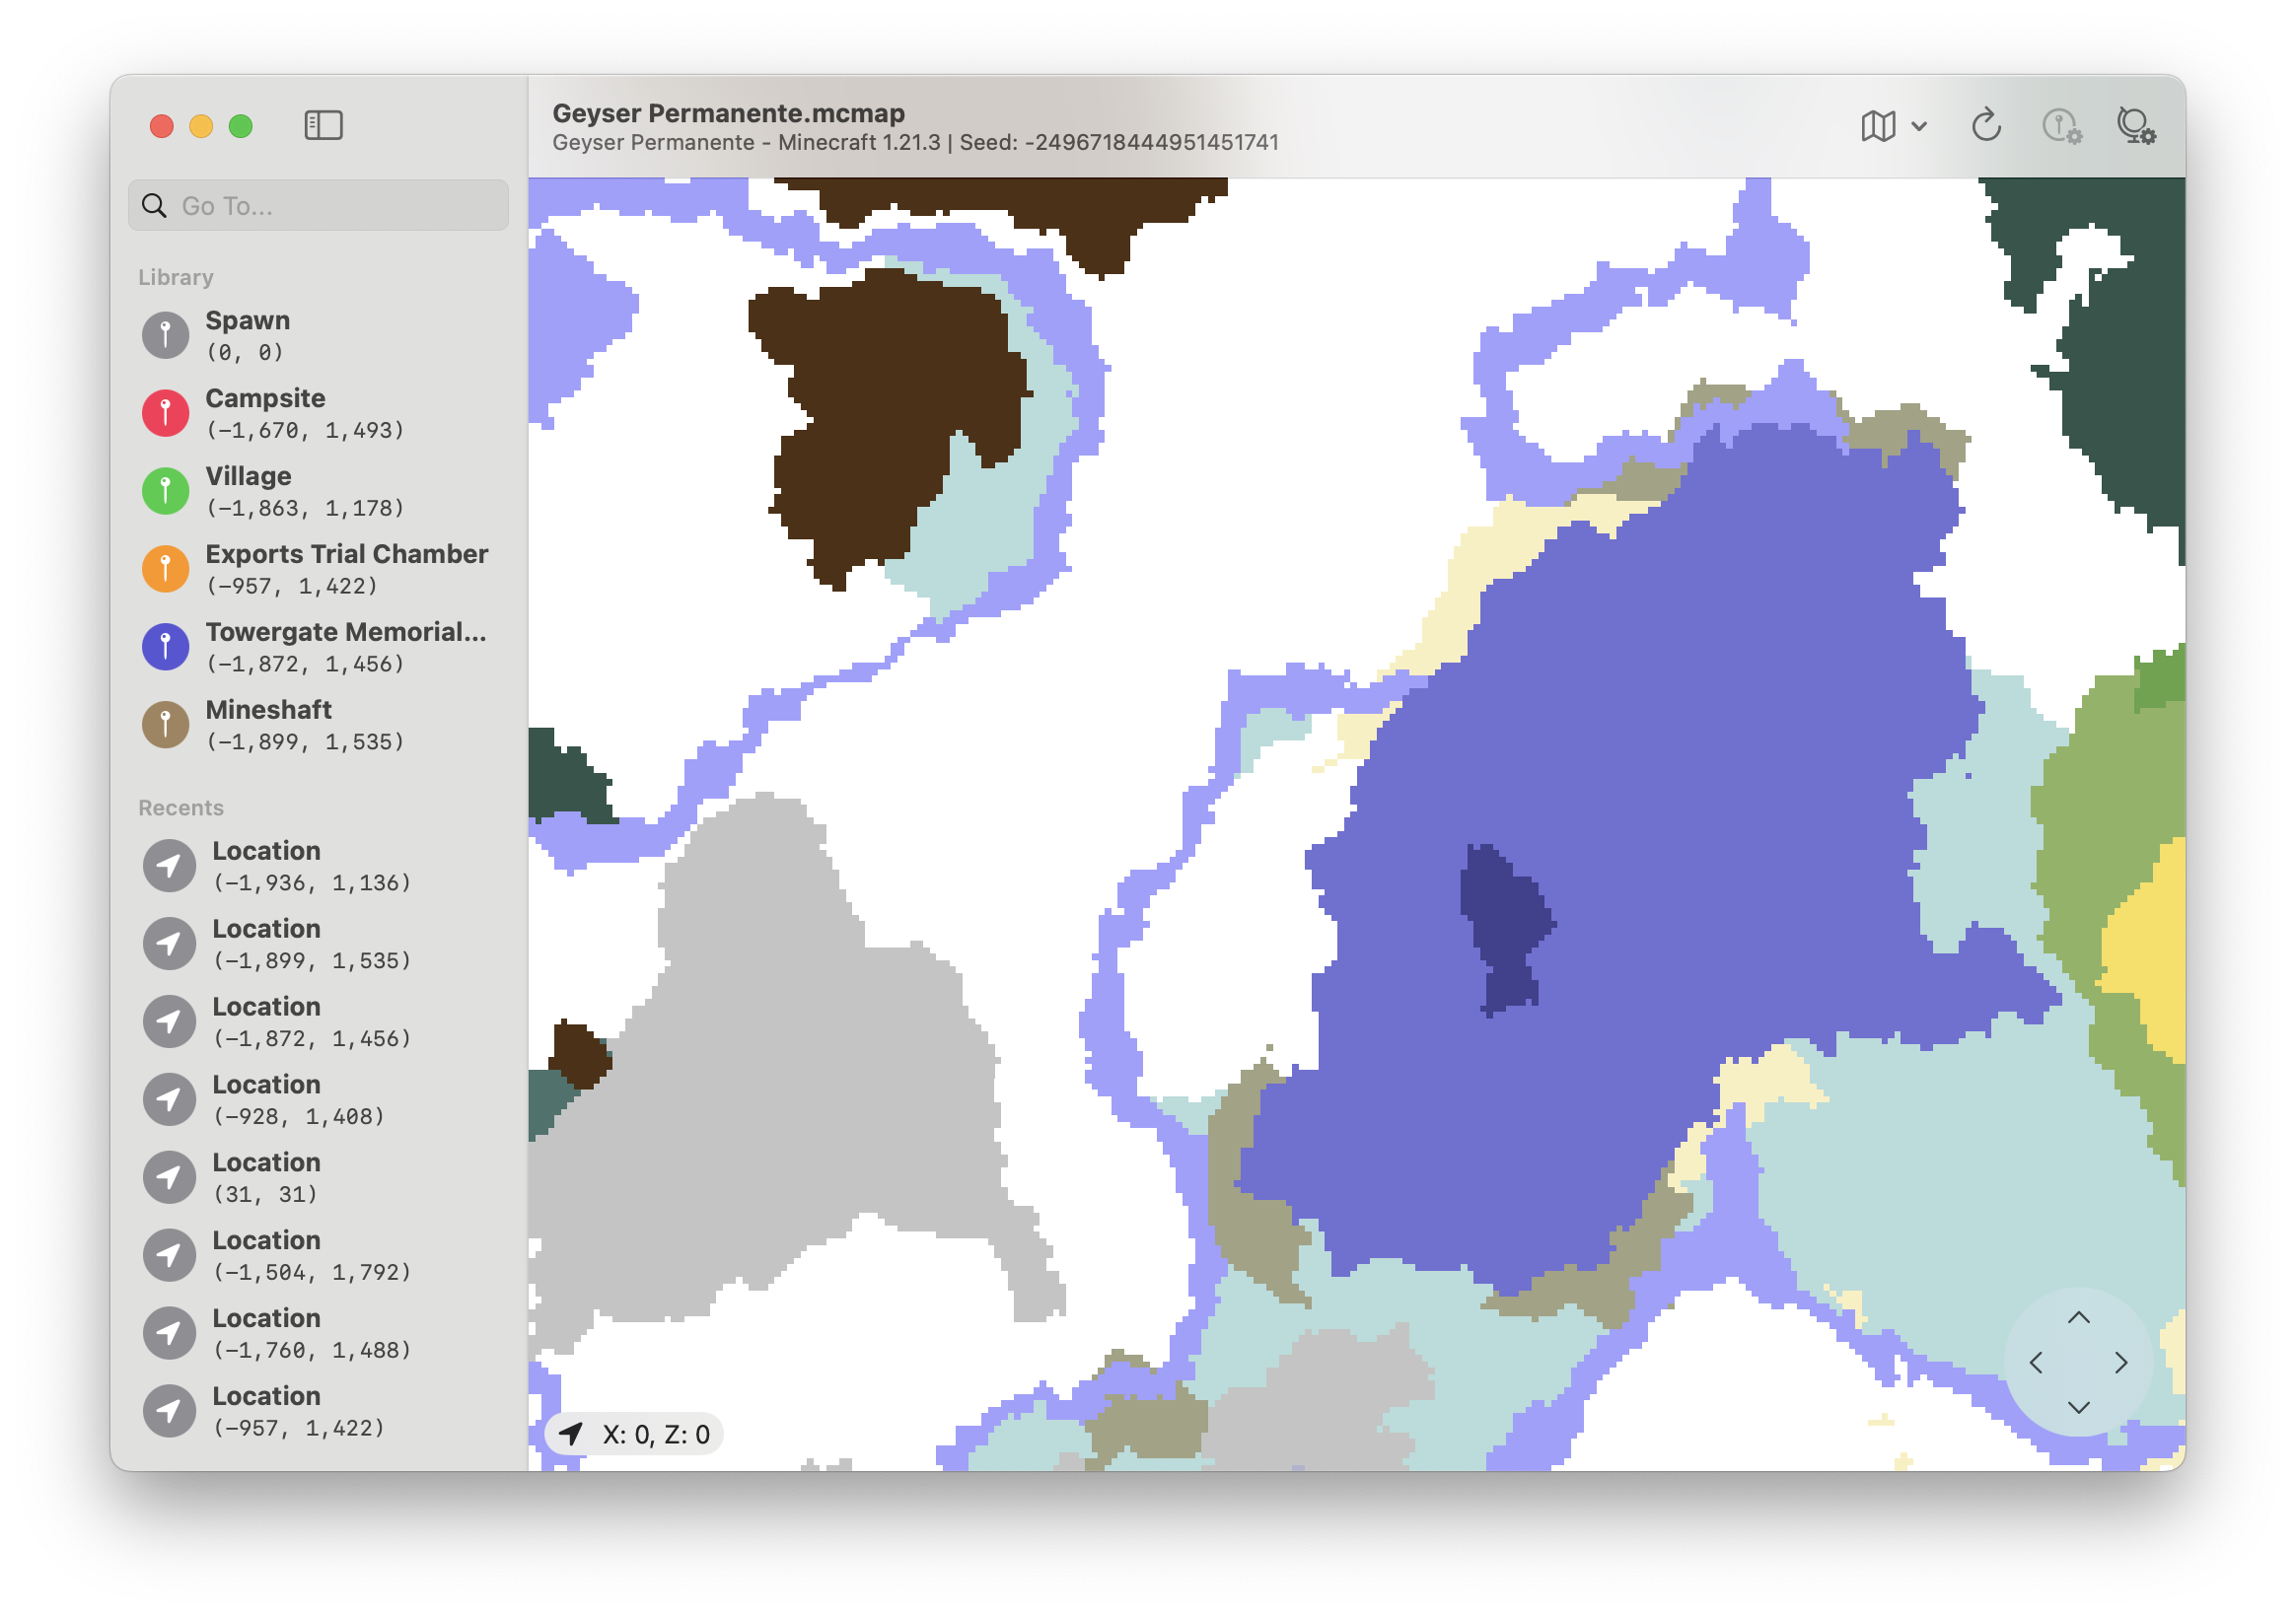 Geyser Permanente.mcmap
Geyser Permanente - Minecraft 1.21.3 | Seed: -2496718444951451741
Go To...
Library
Spawn
(0, 0)
Campsite
(-1,670, 1,493)
Village
(-1,863, 1,178)
Exports Trial Chamber
(-957, 1,422)
Towergate Memorial...
(-1,872, 1,456)
Mineshaft
(-1,899, 1,535)
Recents
Location
(-1,936, 1,136)
Location
(-1,899, 1,535)
Location
(-1,872, 1,456)
Location
(-928, 1,408)
Location
(31, 31)
Location
(-1,504, 1,792)
Location
(-1,760, 1,488)
Location
(-957, 1,422)
X: 0, Z: 0